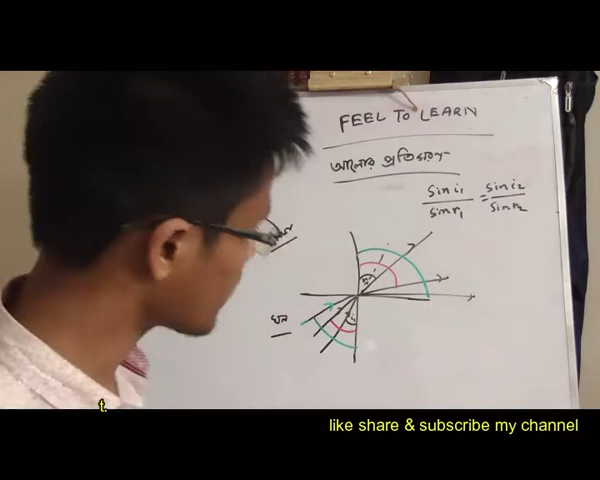 FEEL TO LEARN
আলোর প্রতিসরণ-
sin i₁ / sin r₁ = sin i₂ / sin r₂
ঘন
t.
like share & subscribe my channel